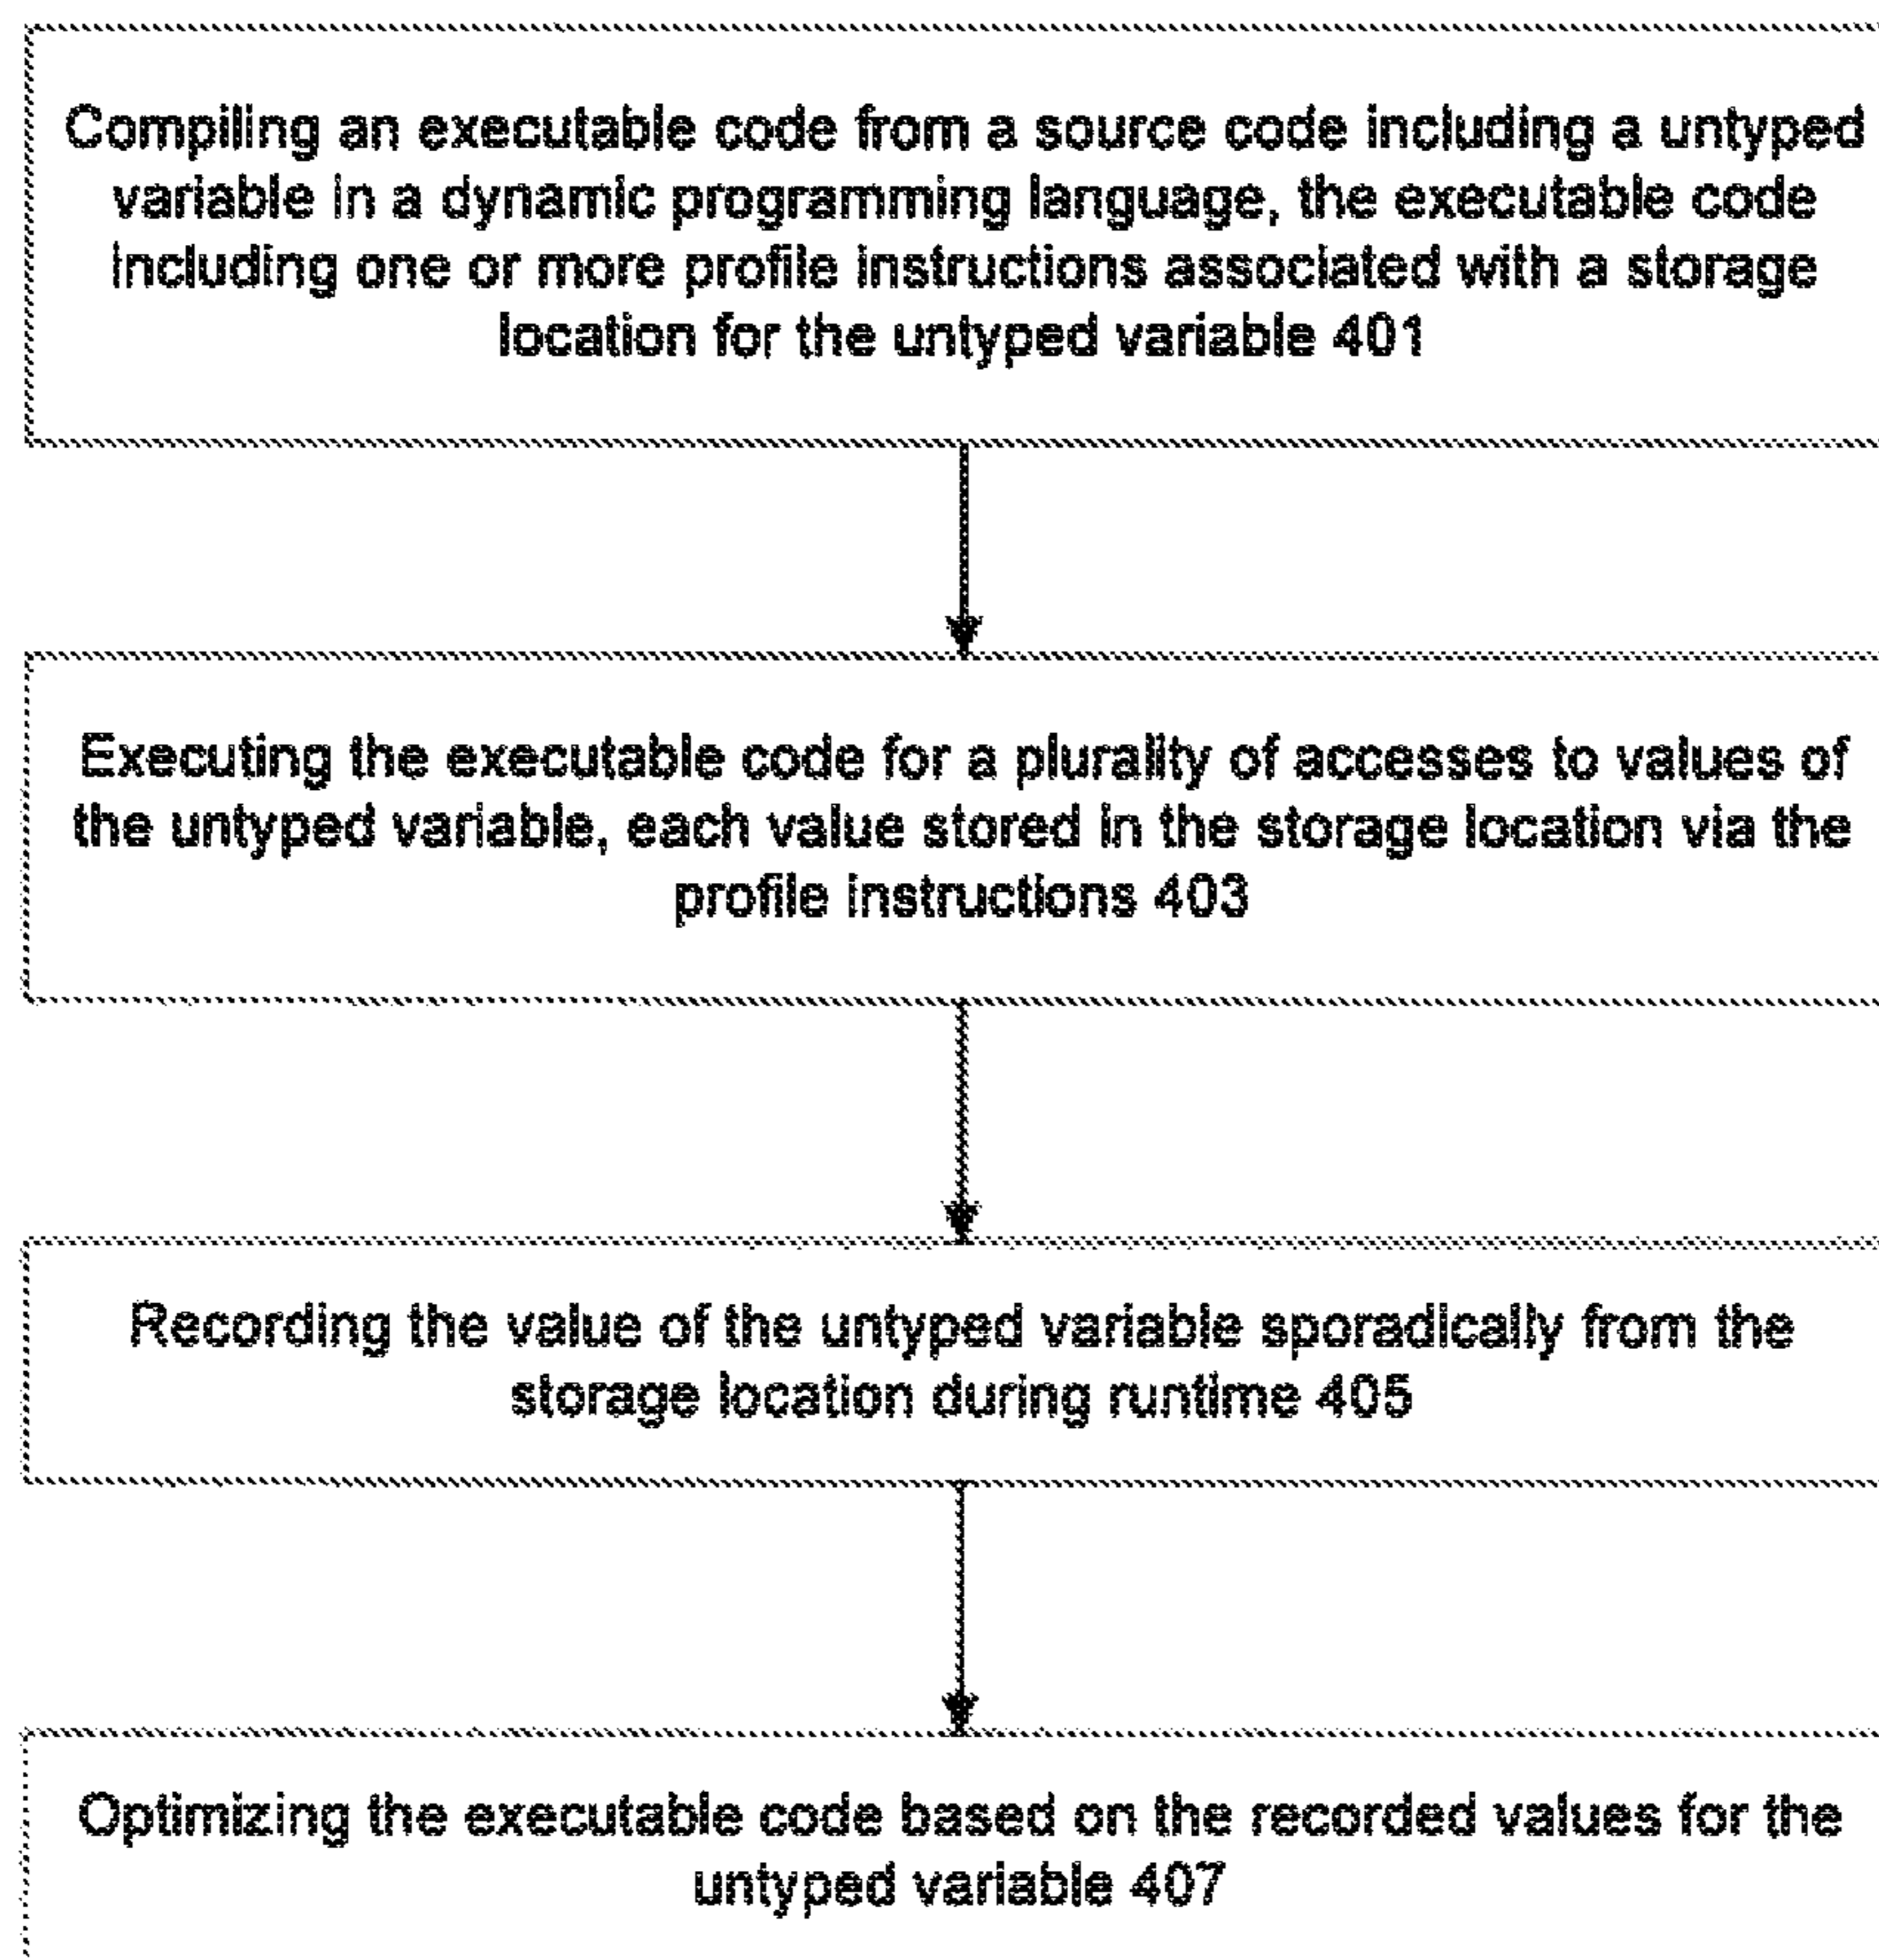 Compiling an executable code from a source code including a untyped
variable in a dynamic programming language, the executable code
including one or more profile instructions associated with a storage
location for the untyped variable 401
Executing the executable code for a plurality of accesses to values of
the untyped variable, each value stored in the storage location via the
profile instructions 403
Recording the value of the untyped variable sporadically from the
storage location during runtime 405
Optimizing the executable code based on the recorded values for the
untyped variable 407